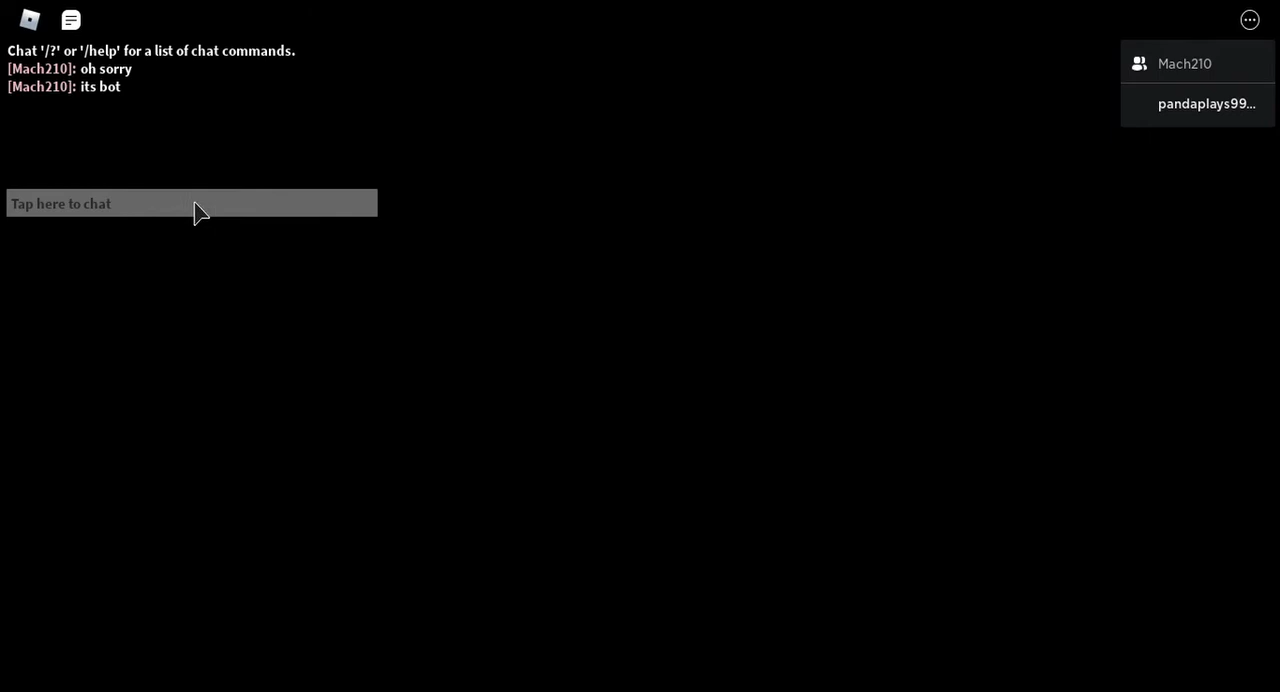 Chat '/?' or '/help' for a list of chat commands.
[Mach210]: oh sorry
[Mach210]: its bot
Tap here to chat
Mach210
pandaplays99...